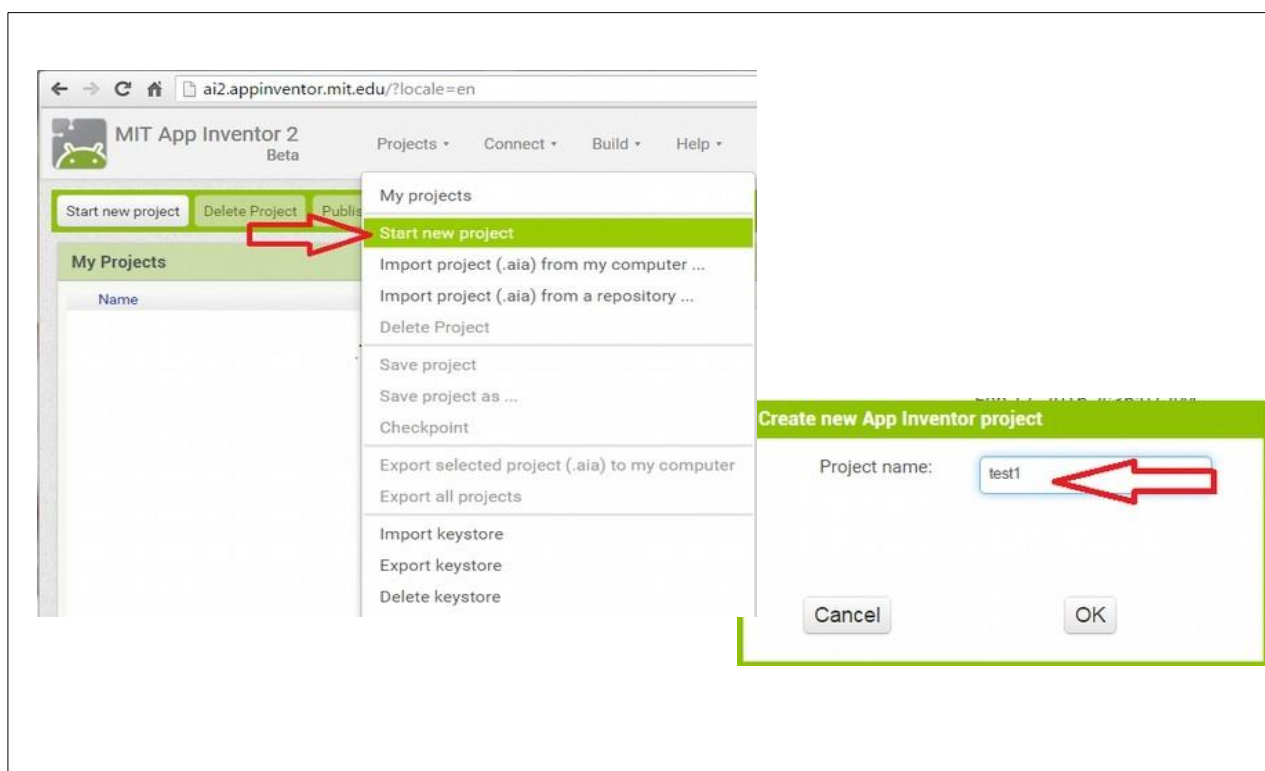 ai2.appinventor.mit.edu/?locale=en
MIT App Inventor 2
Beta
Projects
Connect
Build
Help
Start new project
Delete Project
Publis
My Projects
Name
My projects
Start new project
Import project (.aia) from my computer ...
Import project (.aia) from a repository ...
Delete Project
Save project
Save project as ...
Checkpoint
Export selected project (.aia) to my computer
Export all projects
Import keystore
Export keystore
Delete keystore
Create new App Inventor project
Project name:
test1
Cancel
OK